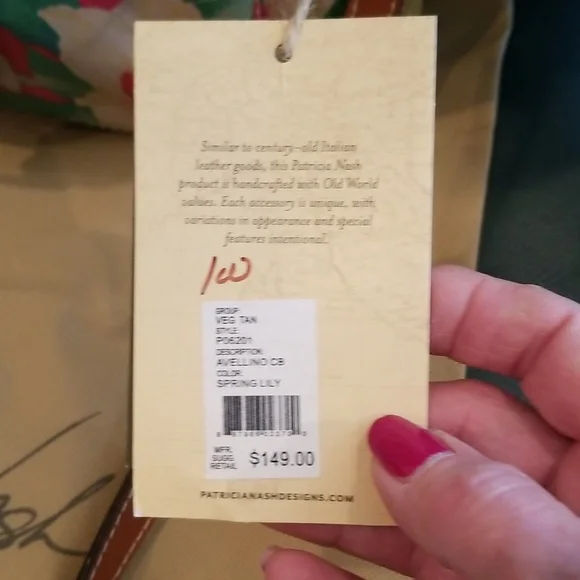 Similar to century-old Italian
leather goods, this Patricia Nash
product is handcrafted with Old World
values. Each accessory is unique, with
variations in appearance and special
features intentional.
100
GROUP:
VEG TAN
STYLE:
P06201
DESCRIPTION:
AVELLINO CB
COLOR:
SPRING LILY
MFR.
SUGG.
RETAIL
$149.00
PATRICIANASHDESIGNS.COM